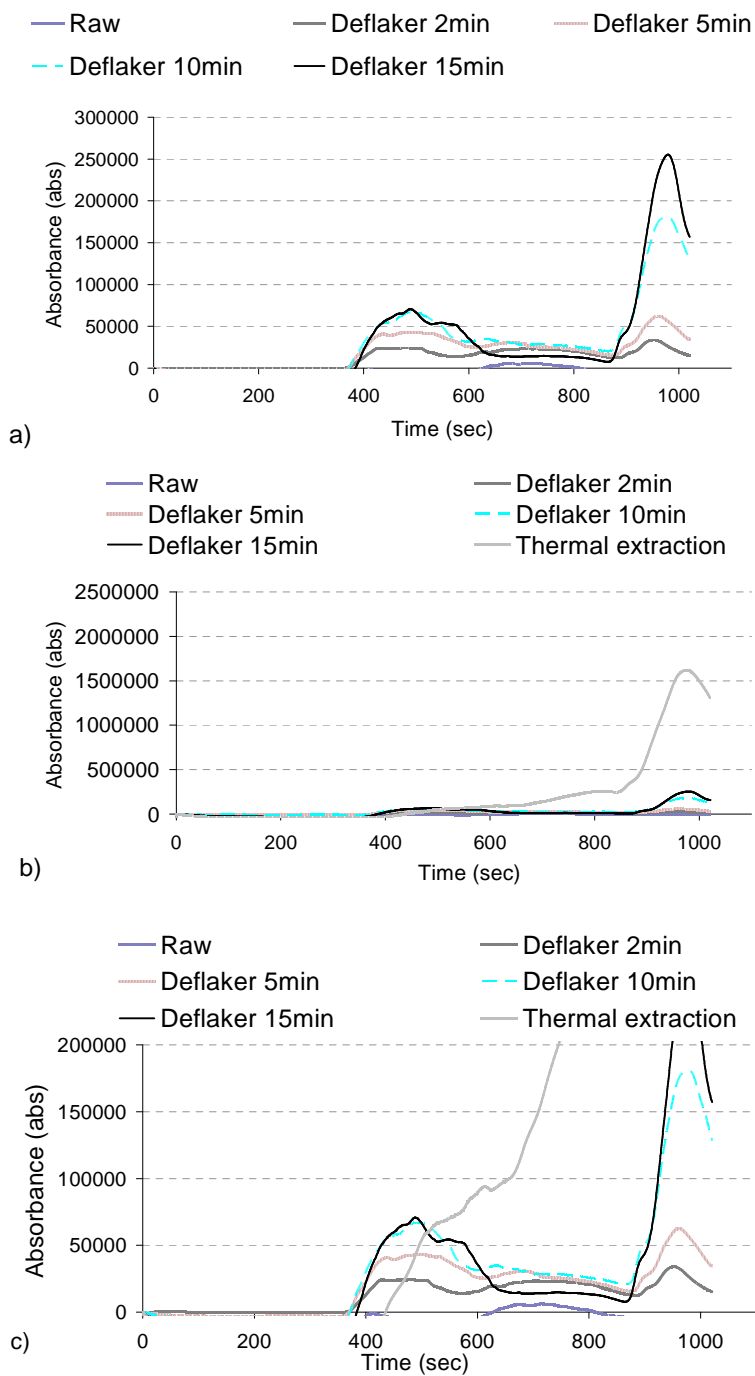 Raw Deflaker 2min Deflaker 5min
Deflaker 10min Deflaker 15min
300000
250000
200000
150000
100000
50000
0
Absorbance (abs)
0 200 400 600 800 1000
Time (sec)
a)
Raw Deflaker 2min
Deflaker 5min Deflaker 10min
Deflaker 15min Thermal extraction
2500000
2000000
1500000
1000000
500000
0
Absorbance (abs)
0 200 400 600 800 1000
Time (sec)
b)
Raw Deflaker 2min
Deflaker 5min Deflaker 10min
Deflaker 15min Thermal extraction
200000
150000
100000
50000
0
Absorbance (abs)
0 200 400 600 800 1000
Time (sec)
c)